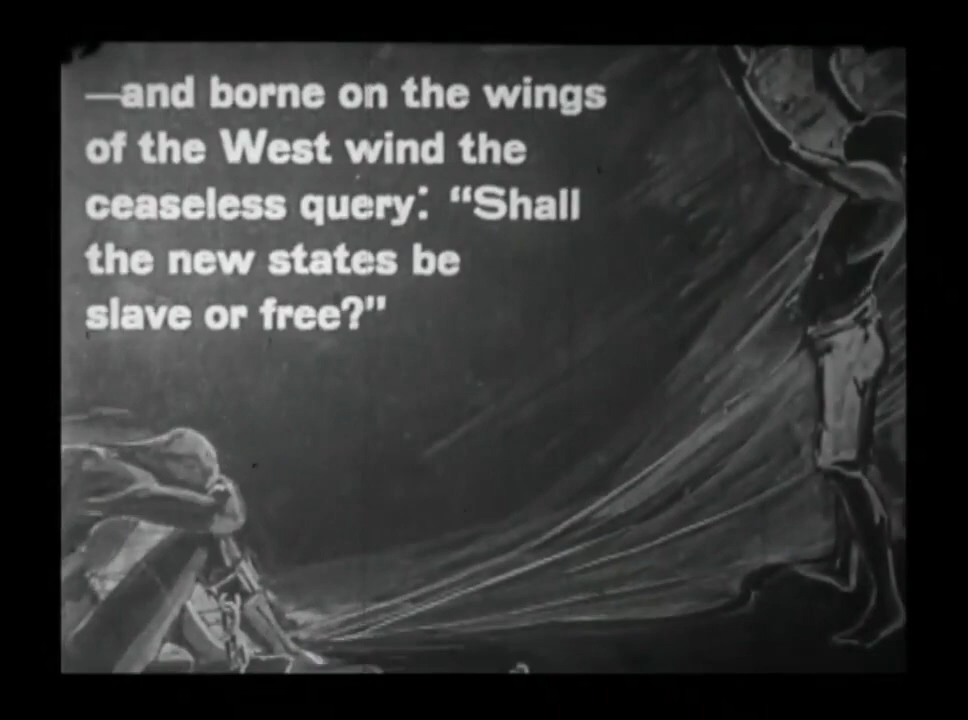 —and borne on the wings
of the West wind the
ceaseless query: “Shall
the new states be
slave or free?”